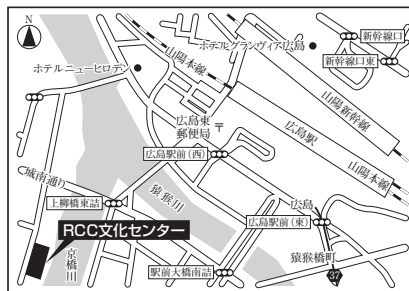 N
ホテルグランヴィア広島
新幹線口
新幹線口東
山陽本線
ホテルニューヒロデン
山陽新幹線
広島東
郵便局
広島駅
広島駅前(西)
山陽本線
城南通り
上柳橋東詰
猿猴川
広島
広島駅前(東)
RCC文化センター
京橋川
駅前大橋南詰
猿猴橋町
37